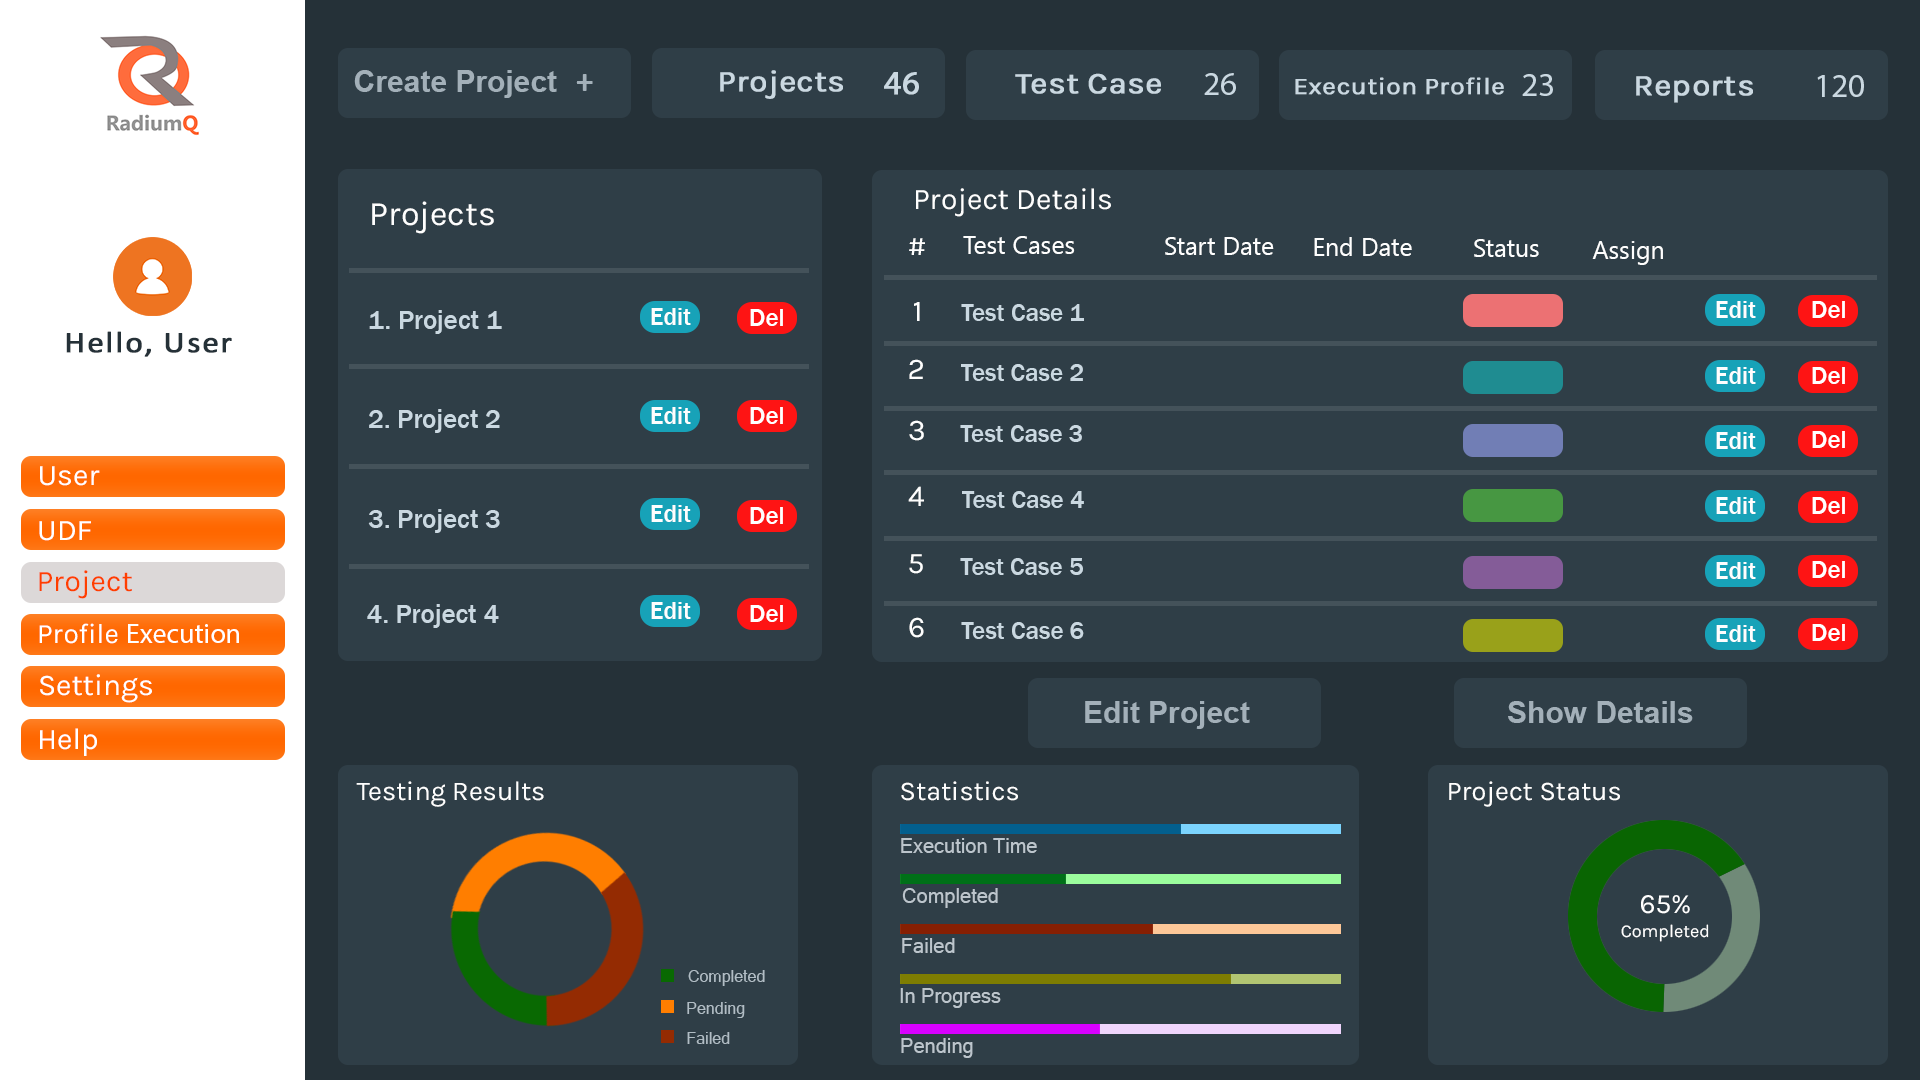 RadiumQ
Hello, User
User
UDF
Project
Profile Execution
Settings
Help
Create Project +
Projects 46
Test Case 26
Execution Profile 23
Reports 120
Projects
1. Project 1 Edit Del
2. Project 2 Edit Del
3. Project 3 Edit Del
4. Project 4 Edit Del
Project Details
# Test Cases Start Date End Date Status Assign
1 Test Case 1 Edit Del
2 Test Case 2 Edit Del
3 Test Case 3 Edit Del
4 Test Case 4 Edit Del
5 Test Case 5 Edit Del
6 Test Case 6 Edit Del
Edit Project
Show Details
Testing Results
Completed
Pending
Failed
Statistics
Execution Time
Completed
Failed
In Progress
Pending
Project Status
65%
Completed